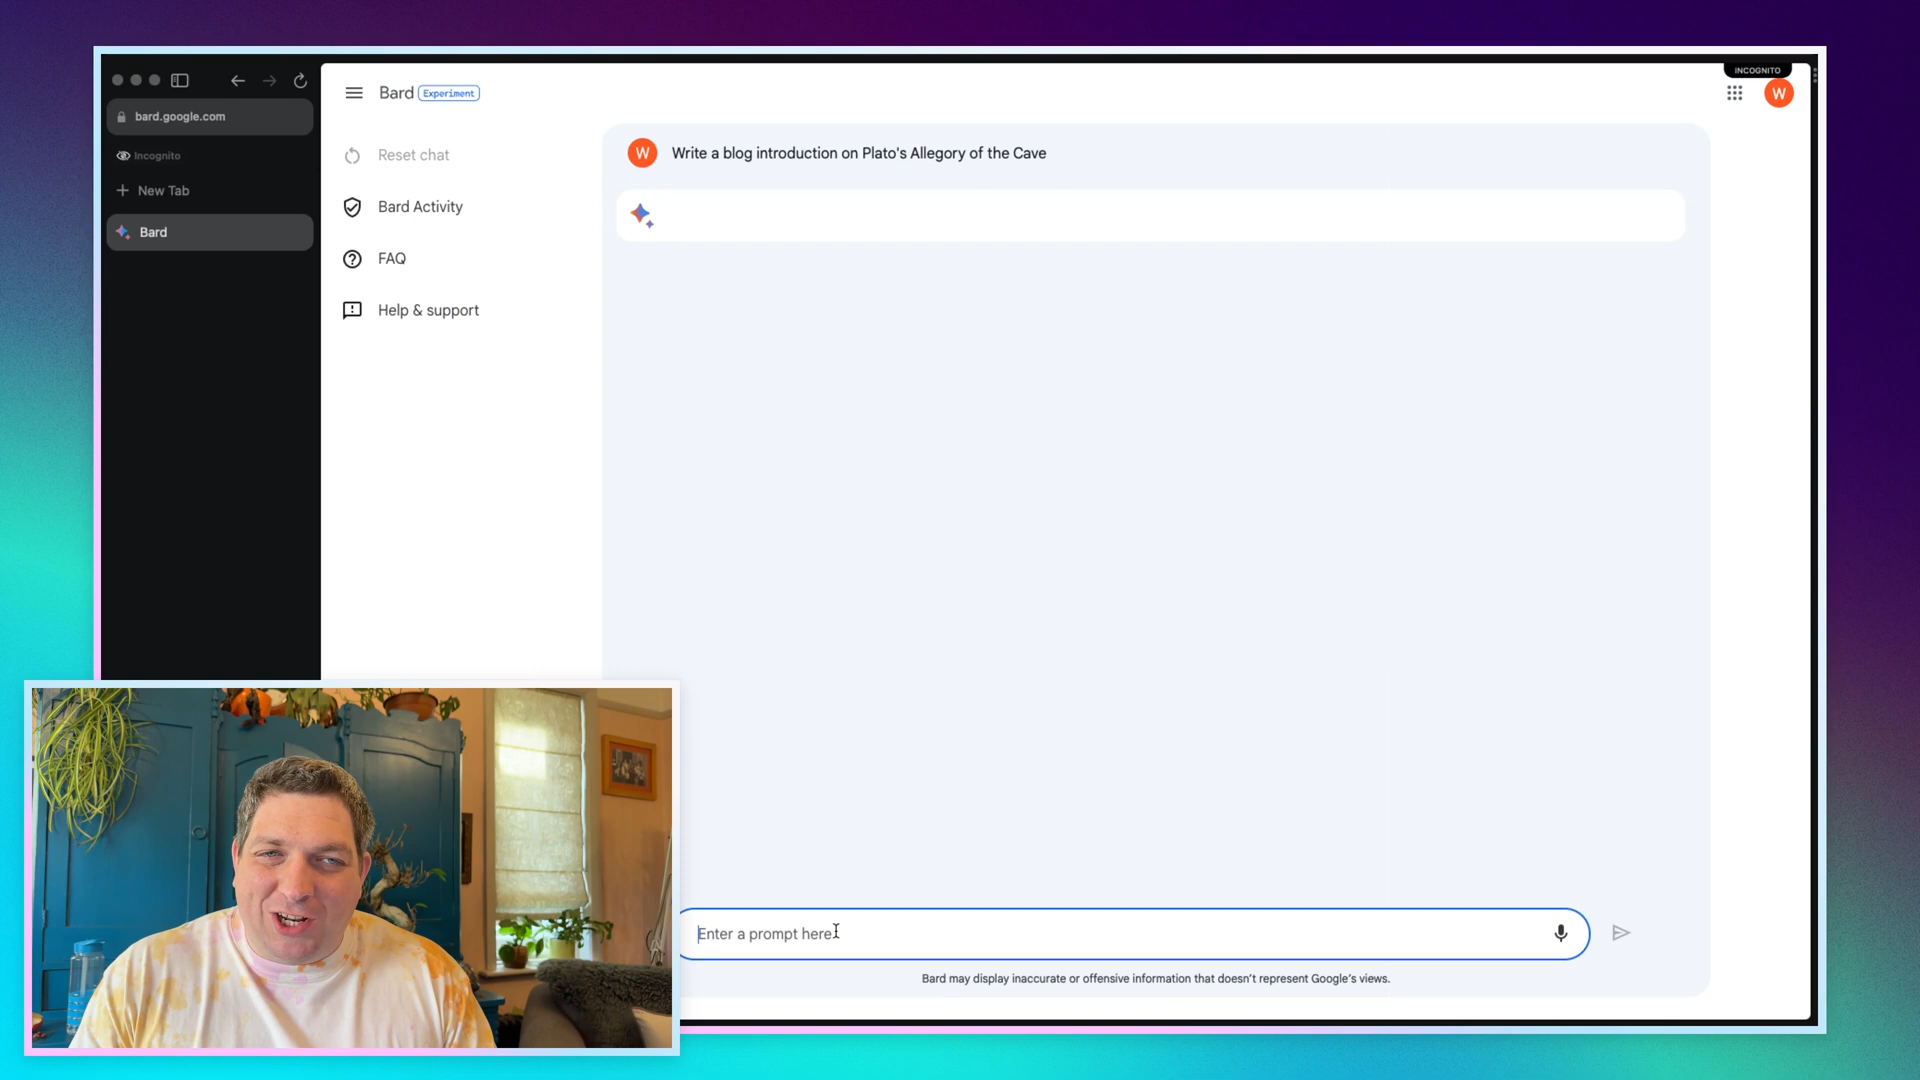 bard.google.com
Incognito
New Tab
Bard
Bard Experiment
INCOGNITO
W
Reset chat
Bard Activity
FAQ
Help & support
W Write a blog introduction on Plato's Allegory of the Cave
Enter a prompt here
Bard may display inaccurate or offensive information that doesn't represent Google's views.